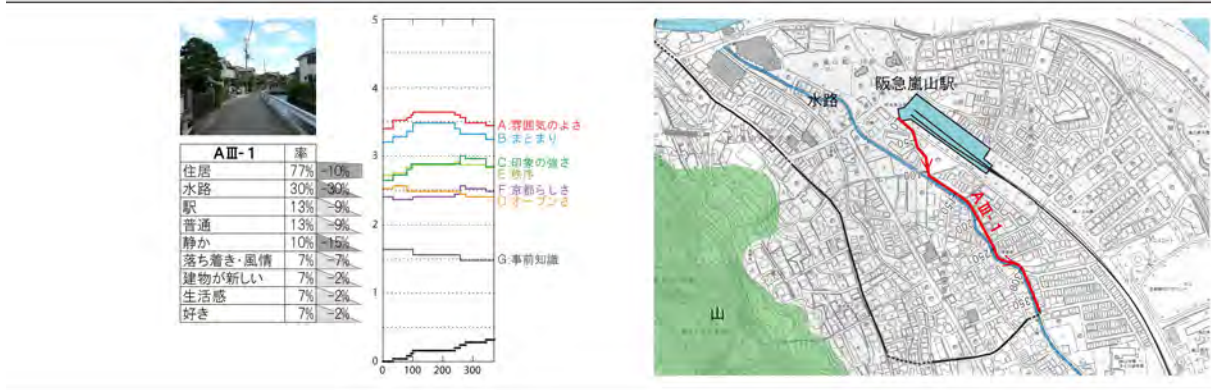 AⅢ-1 率
住居 77% -10%
水路 30% -30%
駅 13% -9%
普通 13% -9%
静か 10% -15%
落ち着き・風情 7% -7%
建物が新しい 7% -2%
生活感 7% -2%
好き 7% -2%
5
4
3
2
1
0
0 100 200 300
A:雰囲気のよさ
B:まとまり
C:印象の強さ
E:秩序
F:京都らしさ
D:オープンさ
G:事前知識
阪急嵐山駅
水路
AⅢ-1
山